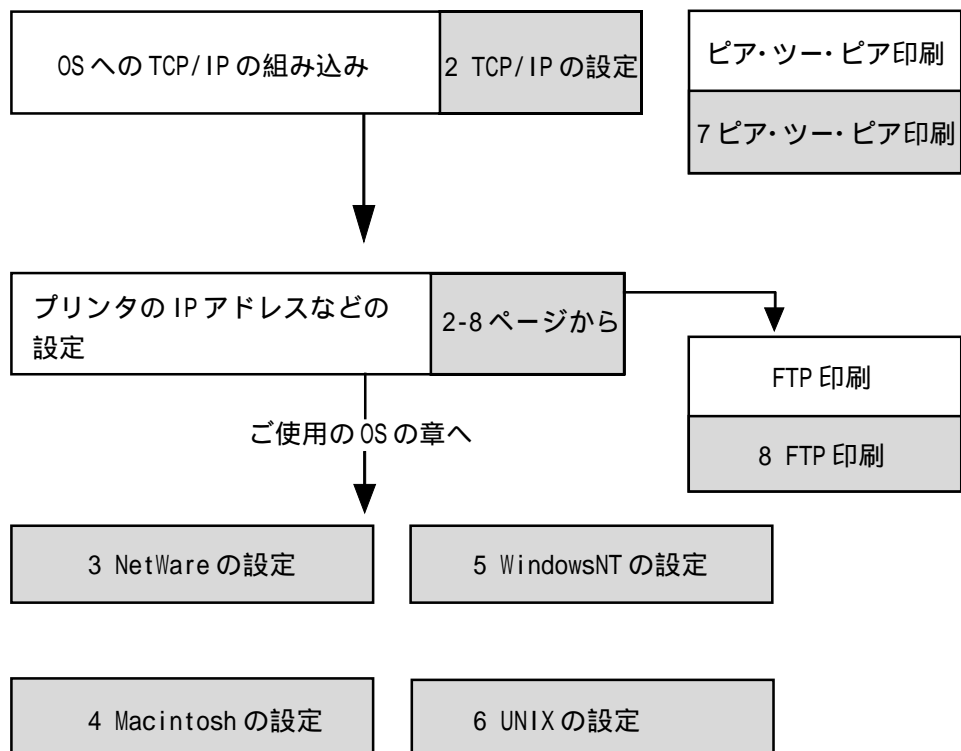 OSへのTCP/IPの組み込み
2 TCP/IPの設定
ピア・ツー・ピア印刷
7 ピア・ツー・ピア印刷
プリンタのIPアドレスなどの
設定
2-8ページから
FTP印刷
8 FTP印刷
ご使用のOSの章へ
3 NetWareの設定
5 WindowsNTの設定
4 Macintoshの設定
6 UNIXの設定